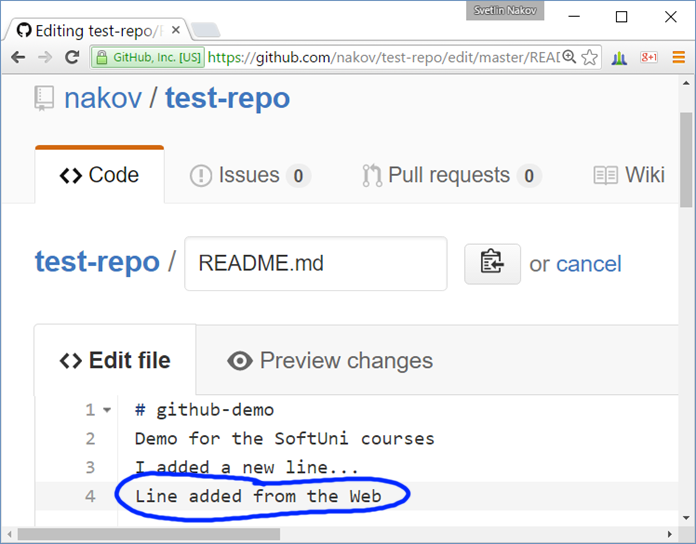 Svetlin Nakov
Editing test-repo/
GitHub, Inc. [US] https://github.com/nakov/test-repo/edit/master/READ
nakov / test-repo
Code Issues 0 Pull requests 0 Wiki
test-repo / README.md or cancel
Edit file Preview changes
1 # github-demo
2 Demo for the SoftUni courses
3 I added a new line...
4 Line added from the Web